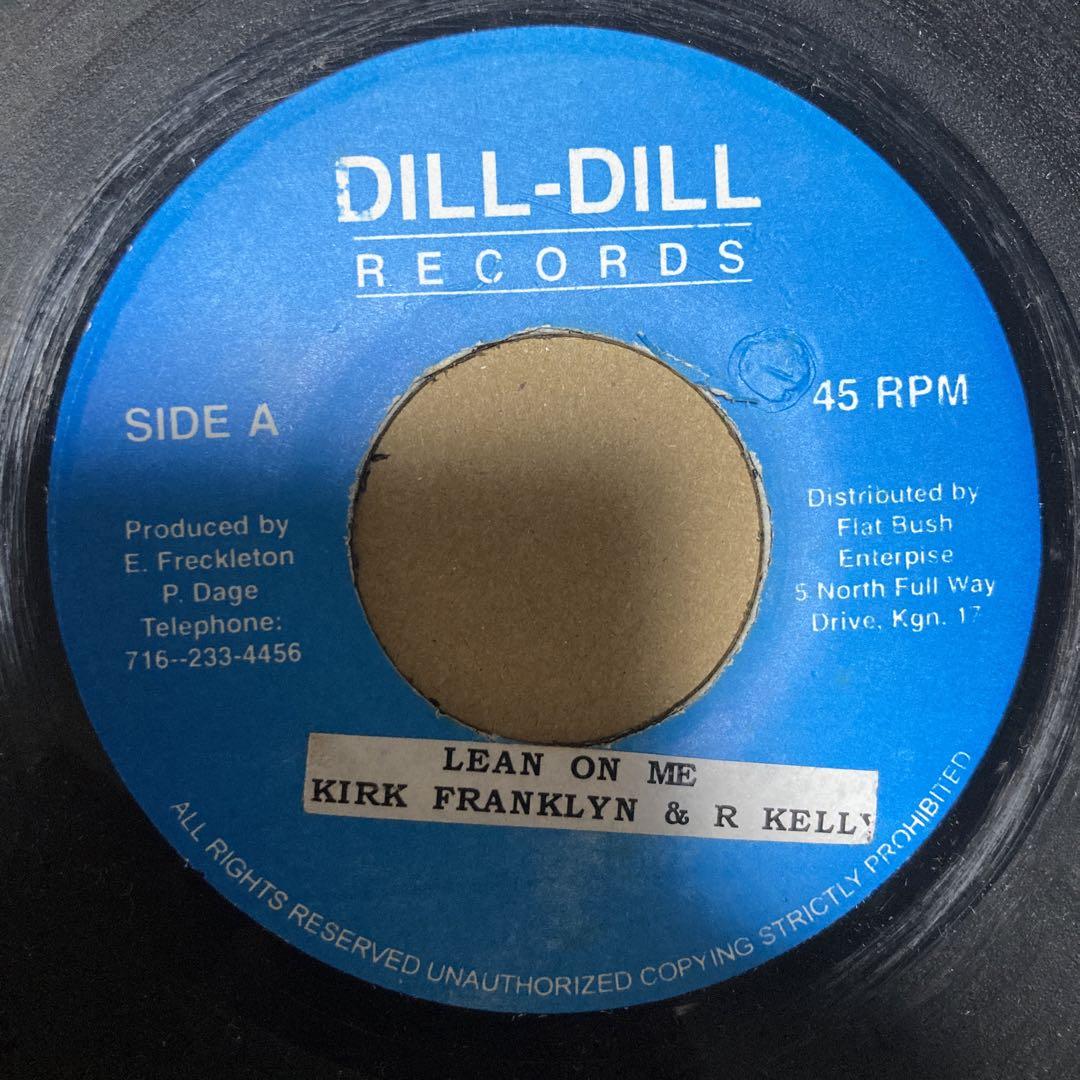 DILL-DILL
RECORDS
SIDE A
45 RPM
Produced by
E. Freckleton
P. Dage
Telephone:
716--233-4456
Distributed by
Flat Bush
Enterpise
5 North Full Way
Drive, Kgn. 17
LEAN ON ME
KIRK FRANKLYN & R KELLY
ALL RIGHTS RESERVED UNAUTHORIZED COPYING STRICTLY PROHIBITED